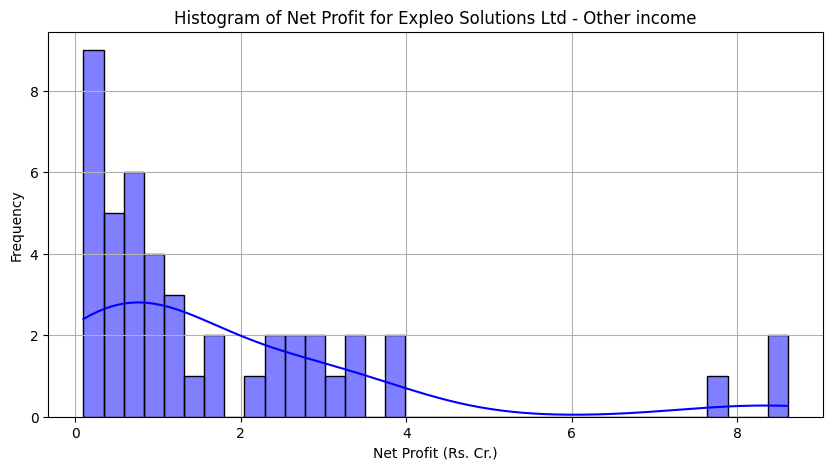 Histogram of Net Profit for Expleo Solutions Ltd - Other income
8
6
4
2
0
Frequency
0 2 4 6 8
Net Profit (Rs. Cr.)